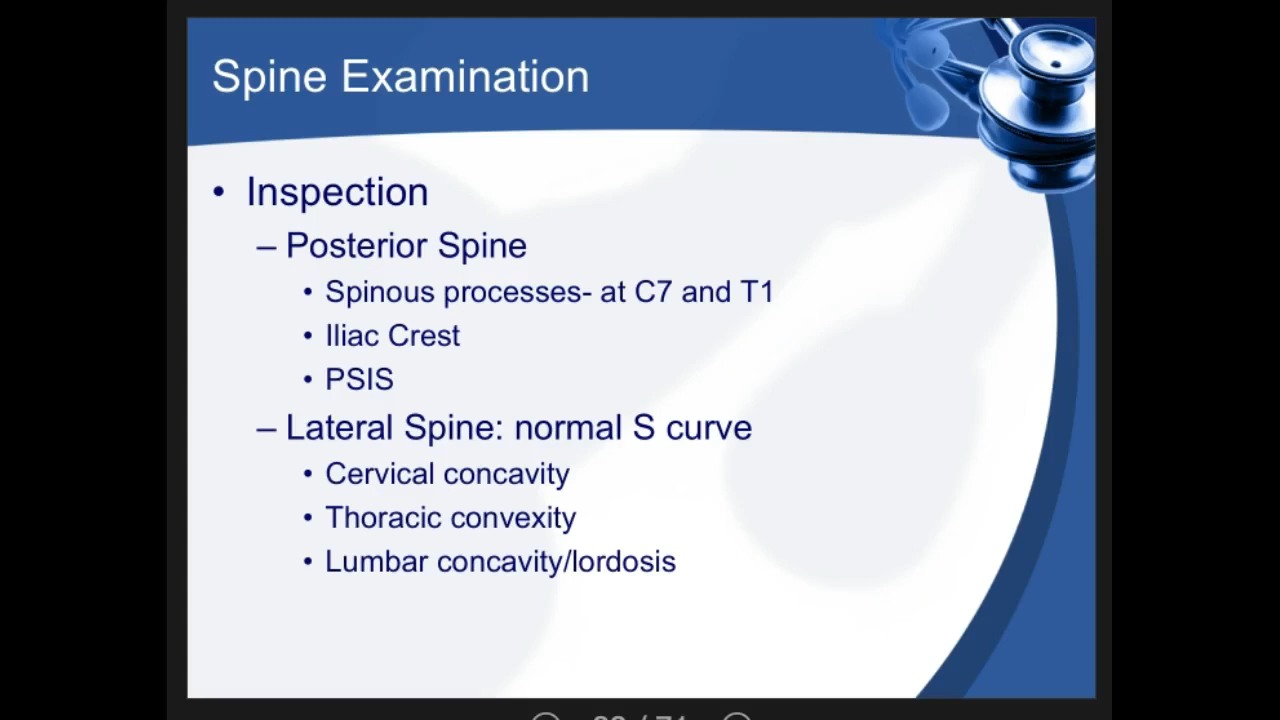 Spine Examination
• Inspection
– Posterior Spine
• Spinous processes- at C7 and T1
• Iliac Crest
• PSIS
– Lateral Spine: normal S curve
• Cervical concavity
• Thoracic convexity
• Lumbar concavity/lordosis